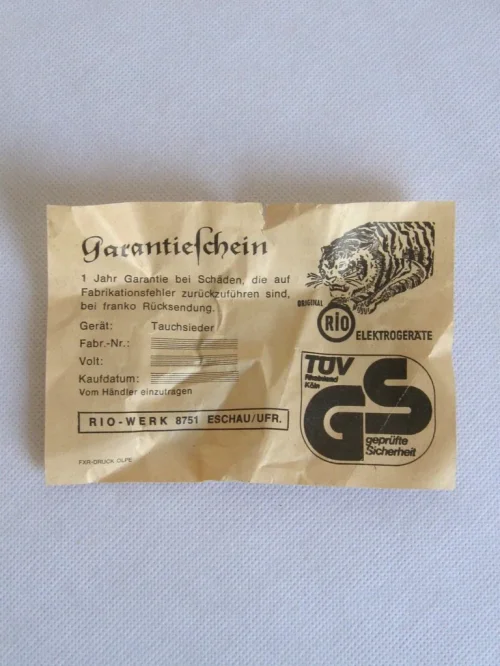 Garantieschein
1 Jahr Garantie bei Schäden, die auf
Fabrikationsfehler zurückzuführen sind,
bei franko Rücksendung.
Gerät: Tauchsieder
Fabr.-Nr.:
Volt:
Kaufdatum:
Vom Händler einzutragen
RIO-WERK 8751 ESCHAU/UFR.
FXR-DRUCK OLPE
ORIGINAL
RIO ELEKTROGERÄTE
TÜV
Rheinland
Köln
GS
geprüfte
Sicherheit